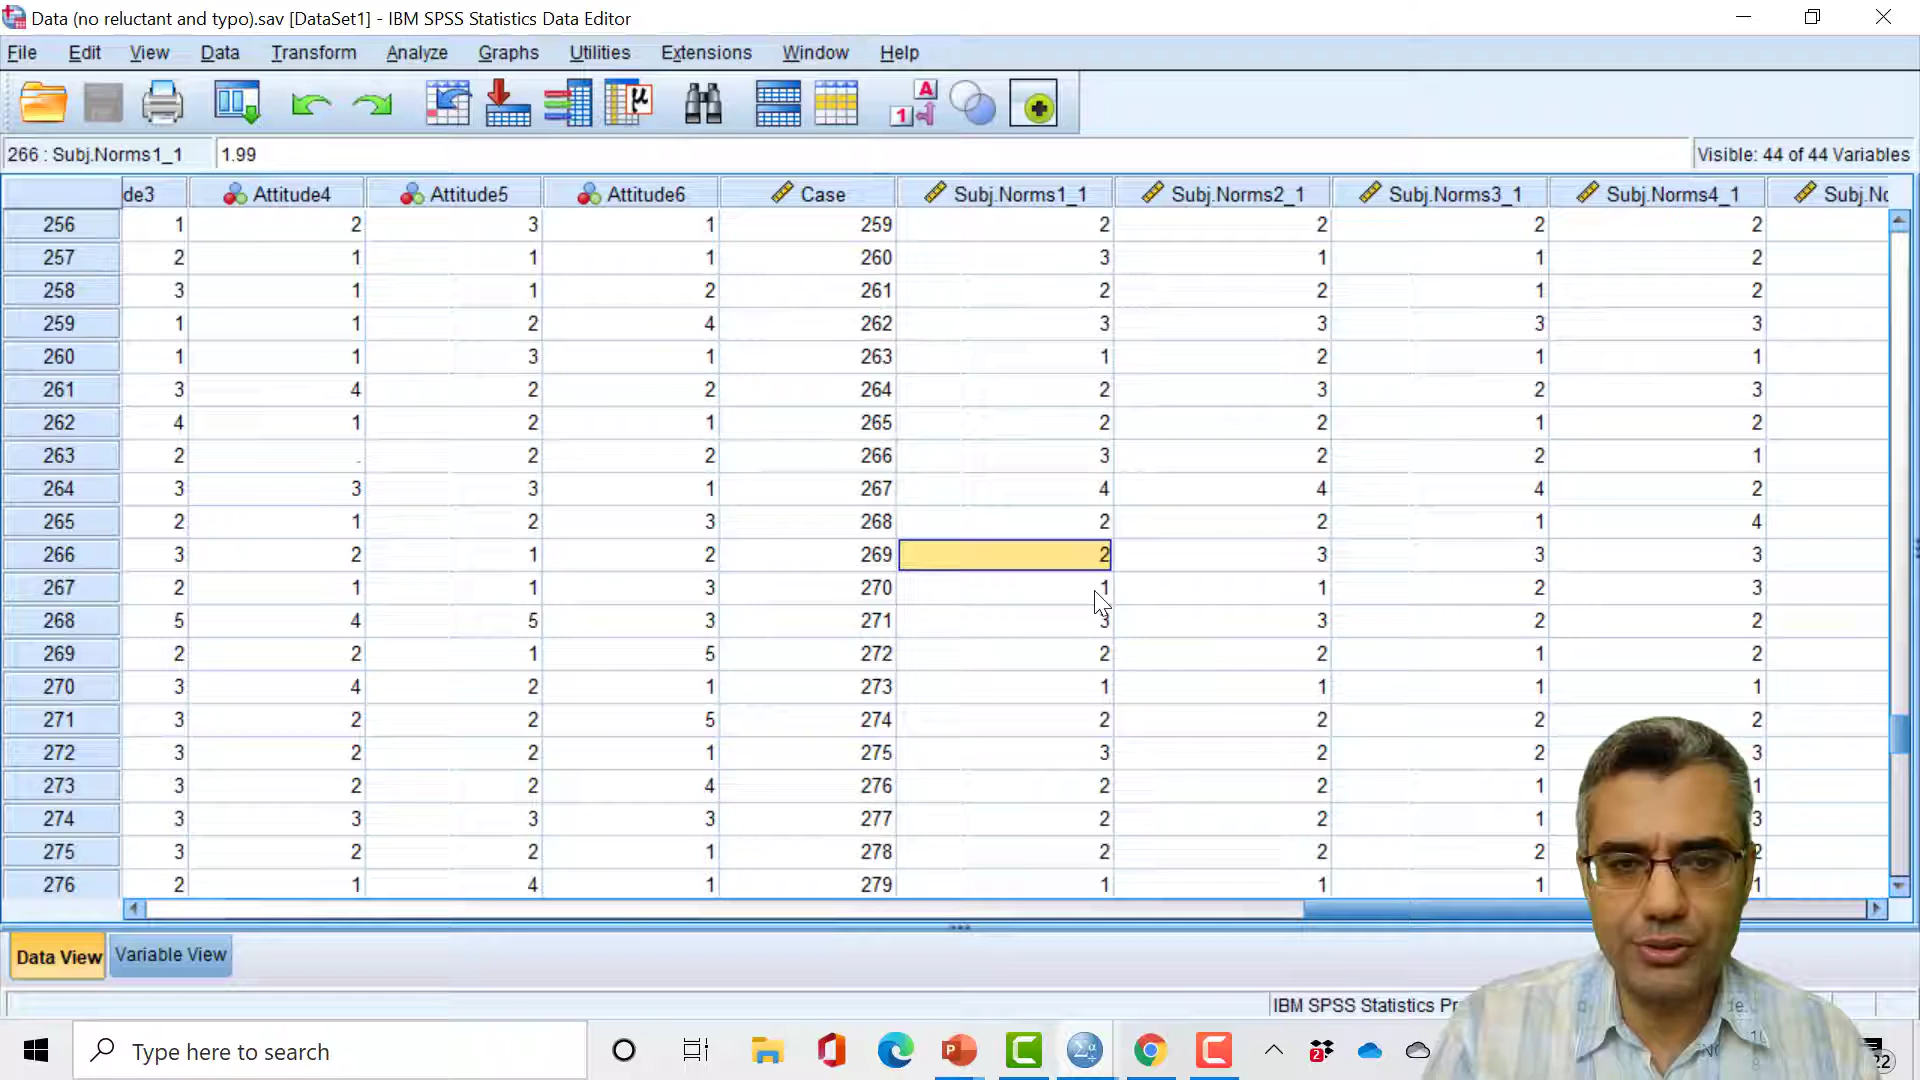 Data (no reluctant and typo).sav [DataSet1] - IBM SPSS Statistics Data Editor
File Edit View Data Transform Analyze Graphs Utilities Extensions Window Help
266 : Subj.Norms1_1 1.99 Visible: 44 of 44 Variables
de3 Attitude4 Attitude5 Attitude6 Case Subj.Norms1_1 Subj.Norms2_1 Subj.Norms3_1 Subj.Norms4_1 Subj.No
256 1 2 3 1 259 2 2 2 2
257 2 1 1 1 260 3 1 1 2
258 3 1 1 2 261 2 2 1 2
259 1 1 2 4 262 3 3 3 3
260 1 1 3 1 263 1 2 1 1
261 3 4 2 2 264 2 3 2 3
262 4 1 2 1 265 2 2 1 2
263 2 . 2 2 266 3 2 2 1
264 3 3 3 1 267 4 4 4 2
265 2 1 2 3 268 2 2 1 4
266 3 2 1 2 269 2 3 3 3
267 2 1 1 3 270 1 1 2 3
268 5 4 5 3 271 3 3 2 2
269 2 2 1 5 272 2 2 1 2
270 3 4 2 1 273 1 1 1 1
271 3 2 2 5 274 2 2 2 2
272 3 2 2 1 275 3 2 2 3
273 3 2 2 4 276 2 2 1 1
274 3 3 3 3 277 2 2 1 3
275 3 2 2 1 278 2 2 2 2
276 2 1 4 1 279 1 1 1 1
Data View Variable View
IBM SPSS Statistics
Type here to search